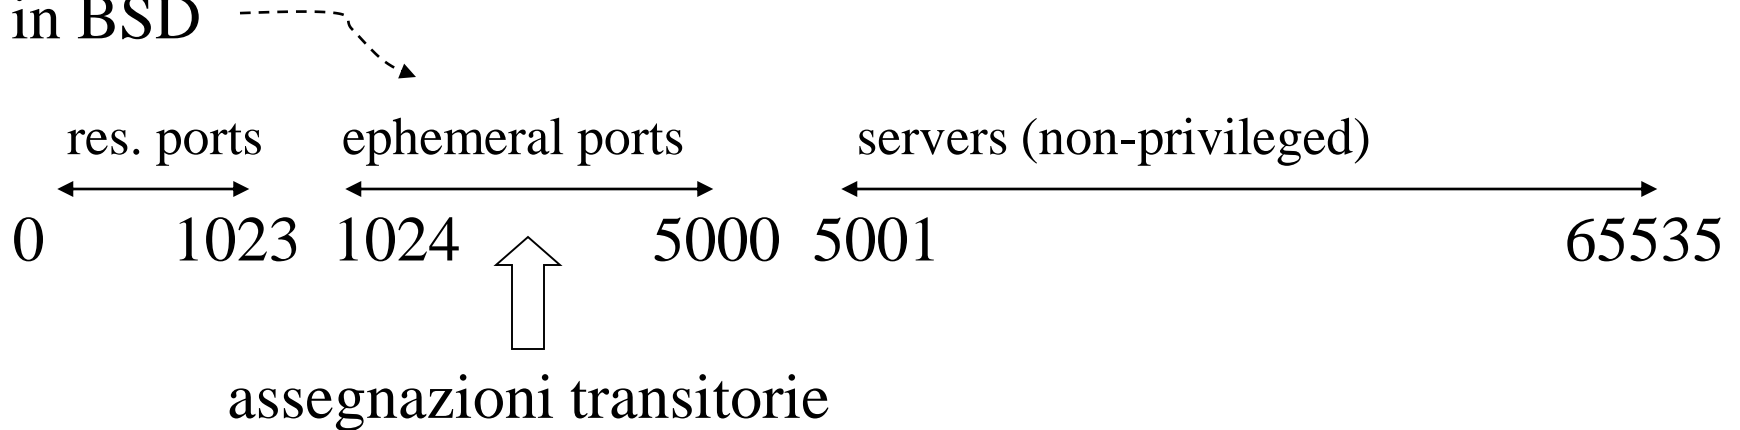 in BSD
res. ports ephemeral ports servers (non-privileged)
0 1023 1024 5000 5001 65535
assegnazioni transitorie